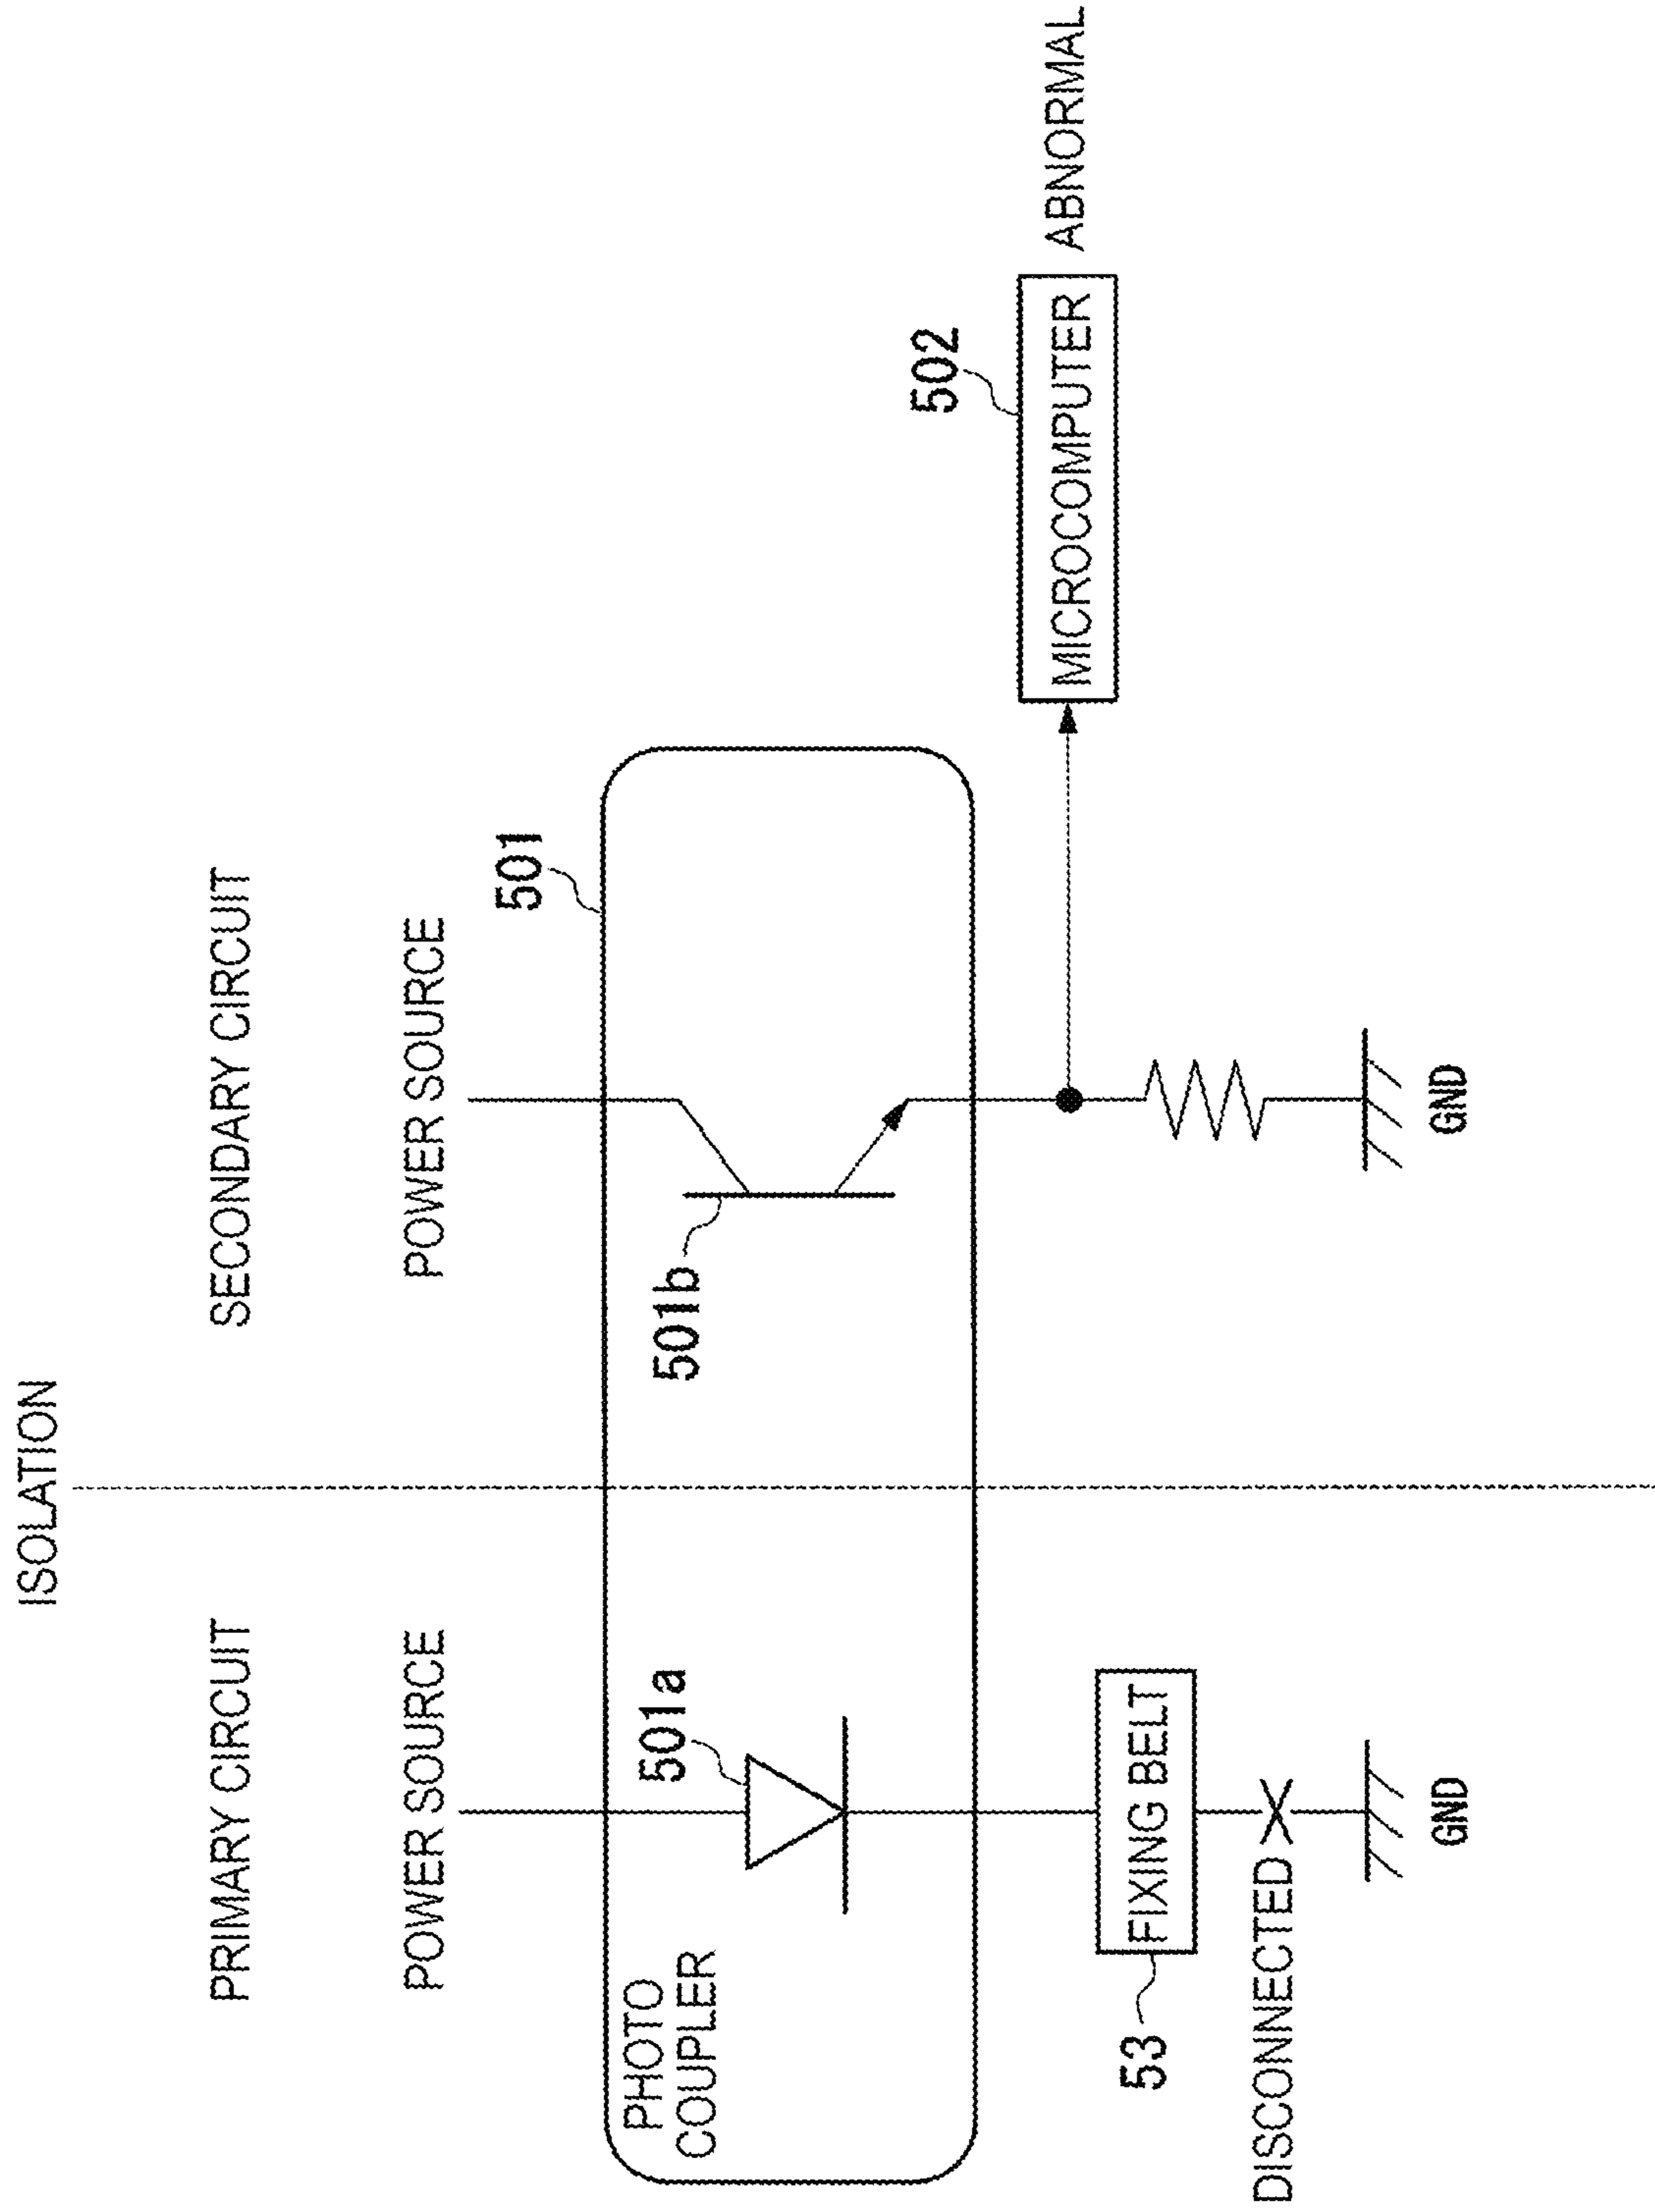 ISOLATION
PRIMARY CIRCUIT
SECONDARY CIRCUIT
POWER SOURCE
POWER SOURCE
501
PHOTO
COUPLER
501a
501b
502
53
FIXING BELT
MICROCOMPUTER
ABNORMAL
DISCONNECTED
GND
GND